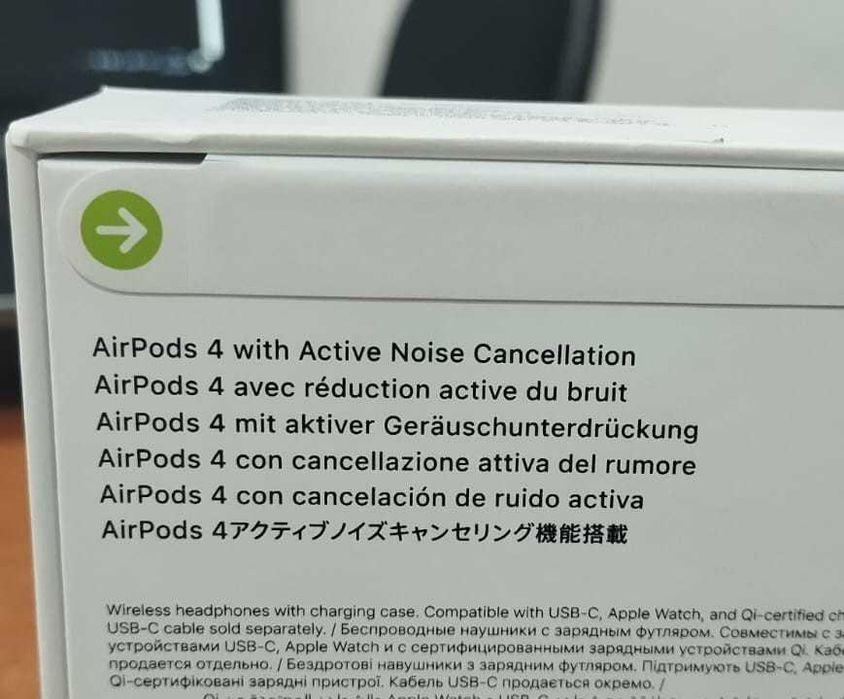 AirPods 4 with Active Noise Cancellation
AirPods 4 avec réduction active du bruit
AirPods 4 mit aktiver Geräuschunterdrückung
AirPods 4 con cancellazione attiva del rumore
AirPods 4 con cancelación de ruido activa
AirPods 4アクティブノイズキャンセリング機能搭載
Wireless headphones with charging case. Compatible with USB-C, Apple Watch, and Qi-certified
USB-C cable sold separately. / Беспроводные наушники с зарядным футляром. Совместимы с
устройствами USB-C, Apple Watch и с сертифицированными зарядными устройствами Qi.
продается отдельно. / Бездротові навушники з зарядним футляром. Підтримують USB-C, Apple
Qi-сертифіковані зарядні пристрої. Кабель USB-C продається окремо. /